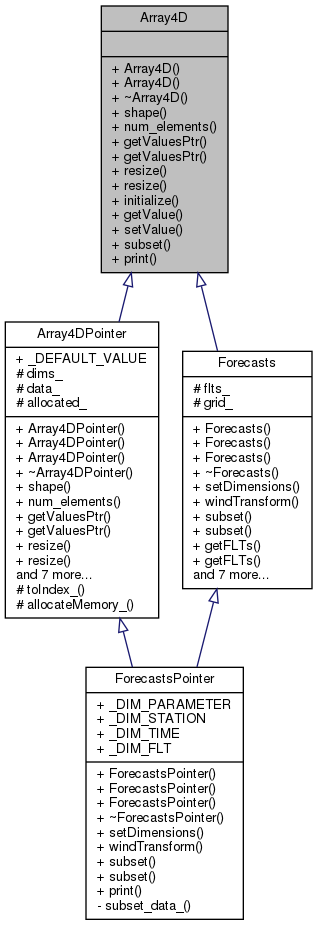 Array4D
+ Array4D()
+ Array4D()
+ ~Array4D()
+ shape()
+ num_elements()
+ getValuesPtr()
+ getValuesPtr()
+ resize()
+ resize()
+ initialize()
+ getValue()
+ setValue()
+ subset()
+ print()
Array4DPointer
+ _DEFAULT_VALUE
# dims_
# data_
# allocated_
+ Array4DPointer()
+ Array4DPointer()
+ Array4DPointer()
+ ~Array4DPointer()
+ shape()
+ num_elements()
+ getValuesPtr()
+ getValuesPtr()
+ resize()
+ resize()
and 7 more...
# toIndex_()
# allocateMemory_()
Forecasts
# flts_
# grid_
+ Forecasts()
+ Forecasts()
+ Forecasts()
+ ~Forecasts()
+ setDimensions()
+ windTransform()
+ subset()
+ subset()
+ getFLTs()
+ getFLTs()
and 7 more...
ForecastsPointer
+ _DIM_PARAMETER
+ _DIM_STATION
+ _DIM_TIME
+ _DIM_FLT
+ ForecastsPointer()
+ ForecastsPointer()
+ ForecastsPointer()
+ ~ForecastsPointer()
+ setDimensions()
+ windTransform()
+ subset()
+ subset()
+ print()
- subset_data_()